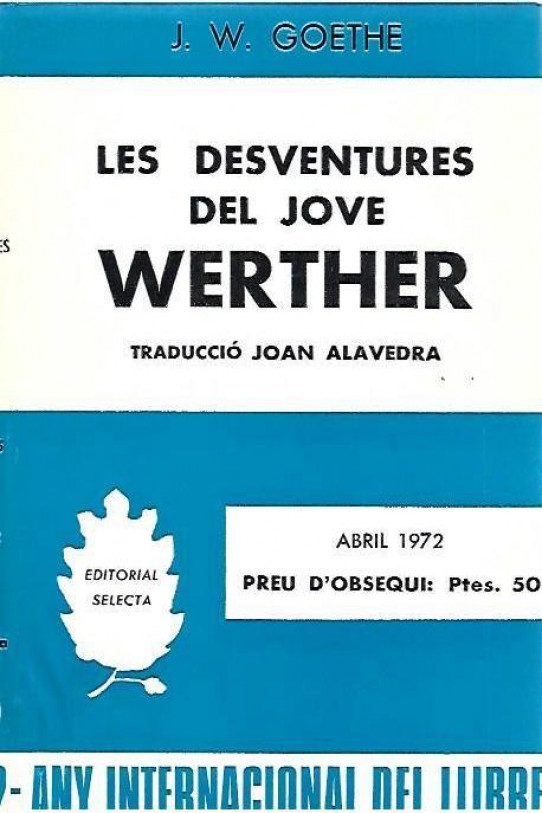 J. W. GOETHE
LES DESVENTURES
DEL JOVE
WERTHER
TRADUCCIÓ JOAN ALAVEDRA
ABRIL 1972
PREU D'OBSEQUI: Ptes. 50
EDITORIAL
SELECTA
- ANY INTERNACIONAL DEL LLIBRE